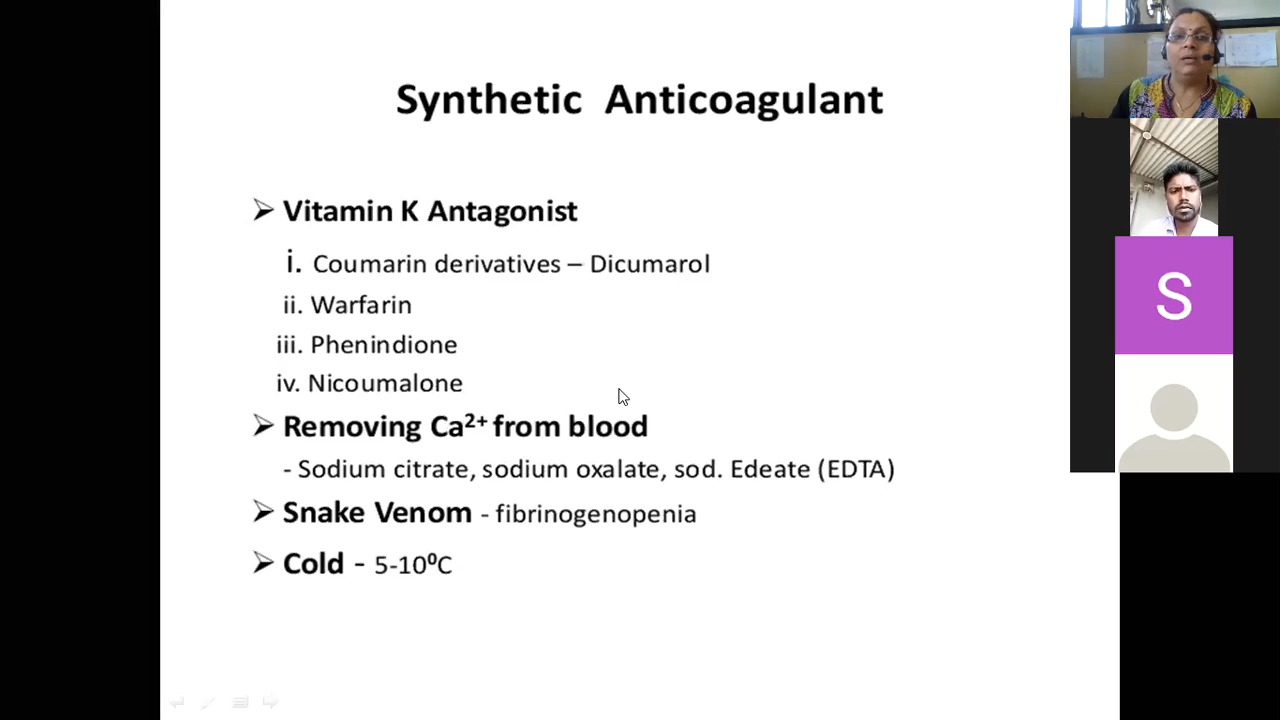 Synthetic Anticoagulant
➢ Vitamin K Antagonist
i. Coumarin derivatives – Dicumarol
ii. Warfarin
iii. Phenindione
iv. Nicoumalone
➢ Removing Ca²⁺ from blood
- Sodium citrate, sodium oxalate, sod. Edeate (EDTA)
➢ Snake Venom - fibrinogenopenia
➢ Cold - 5-10⁰C
S